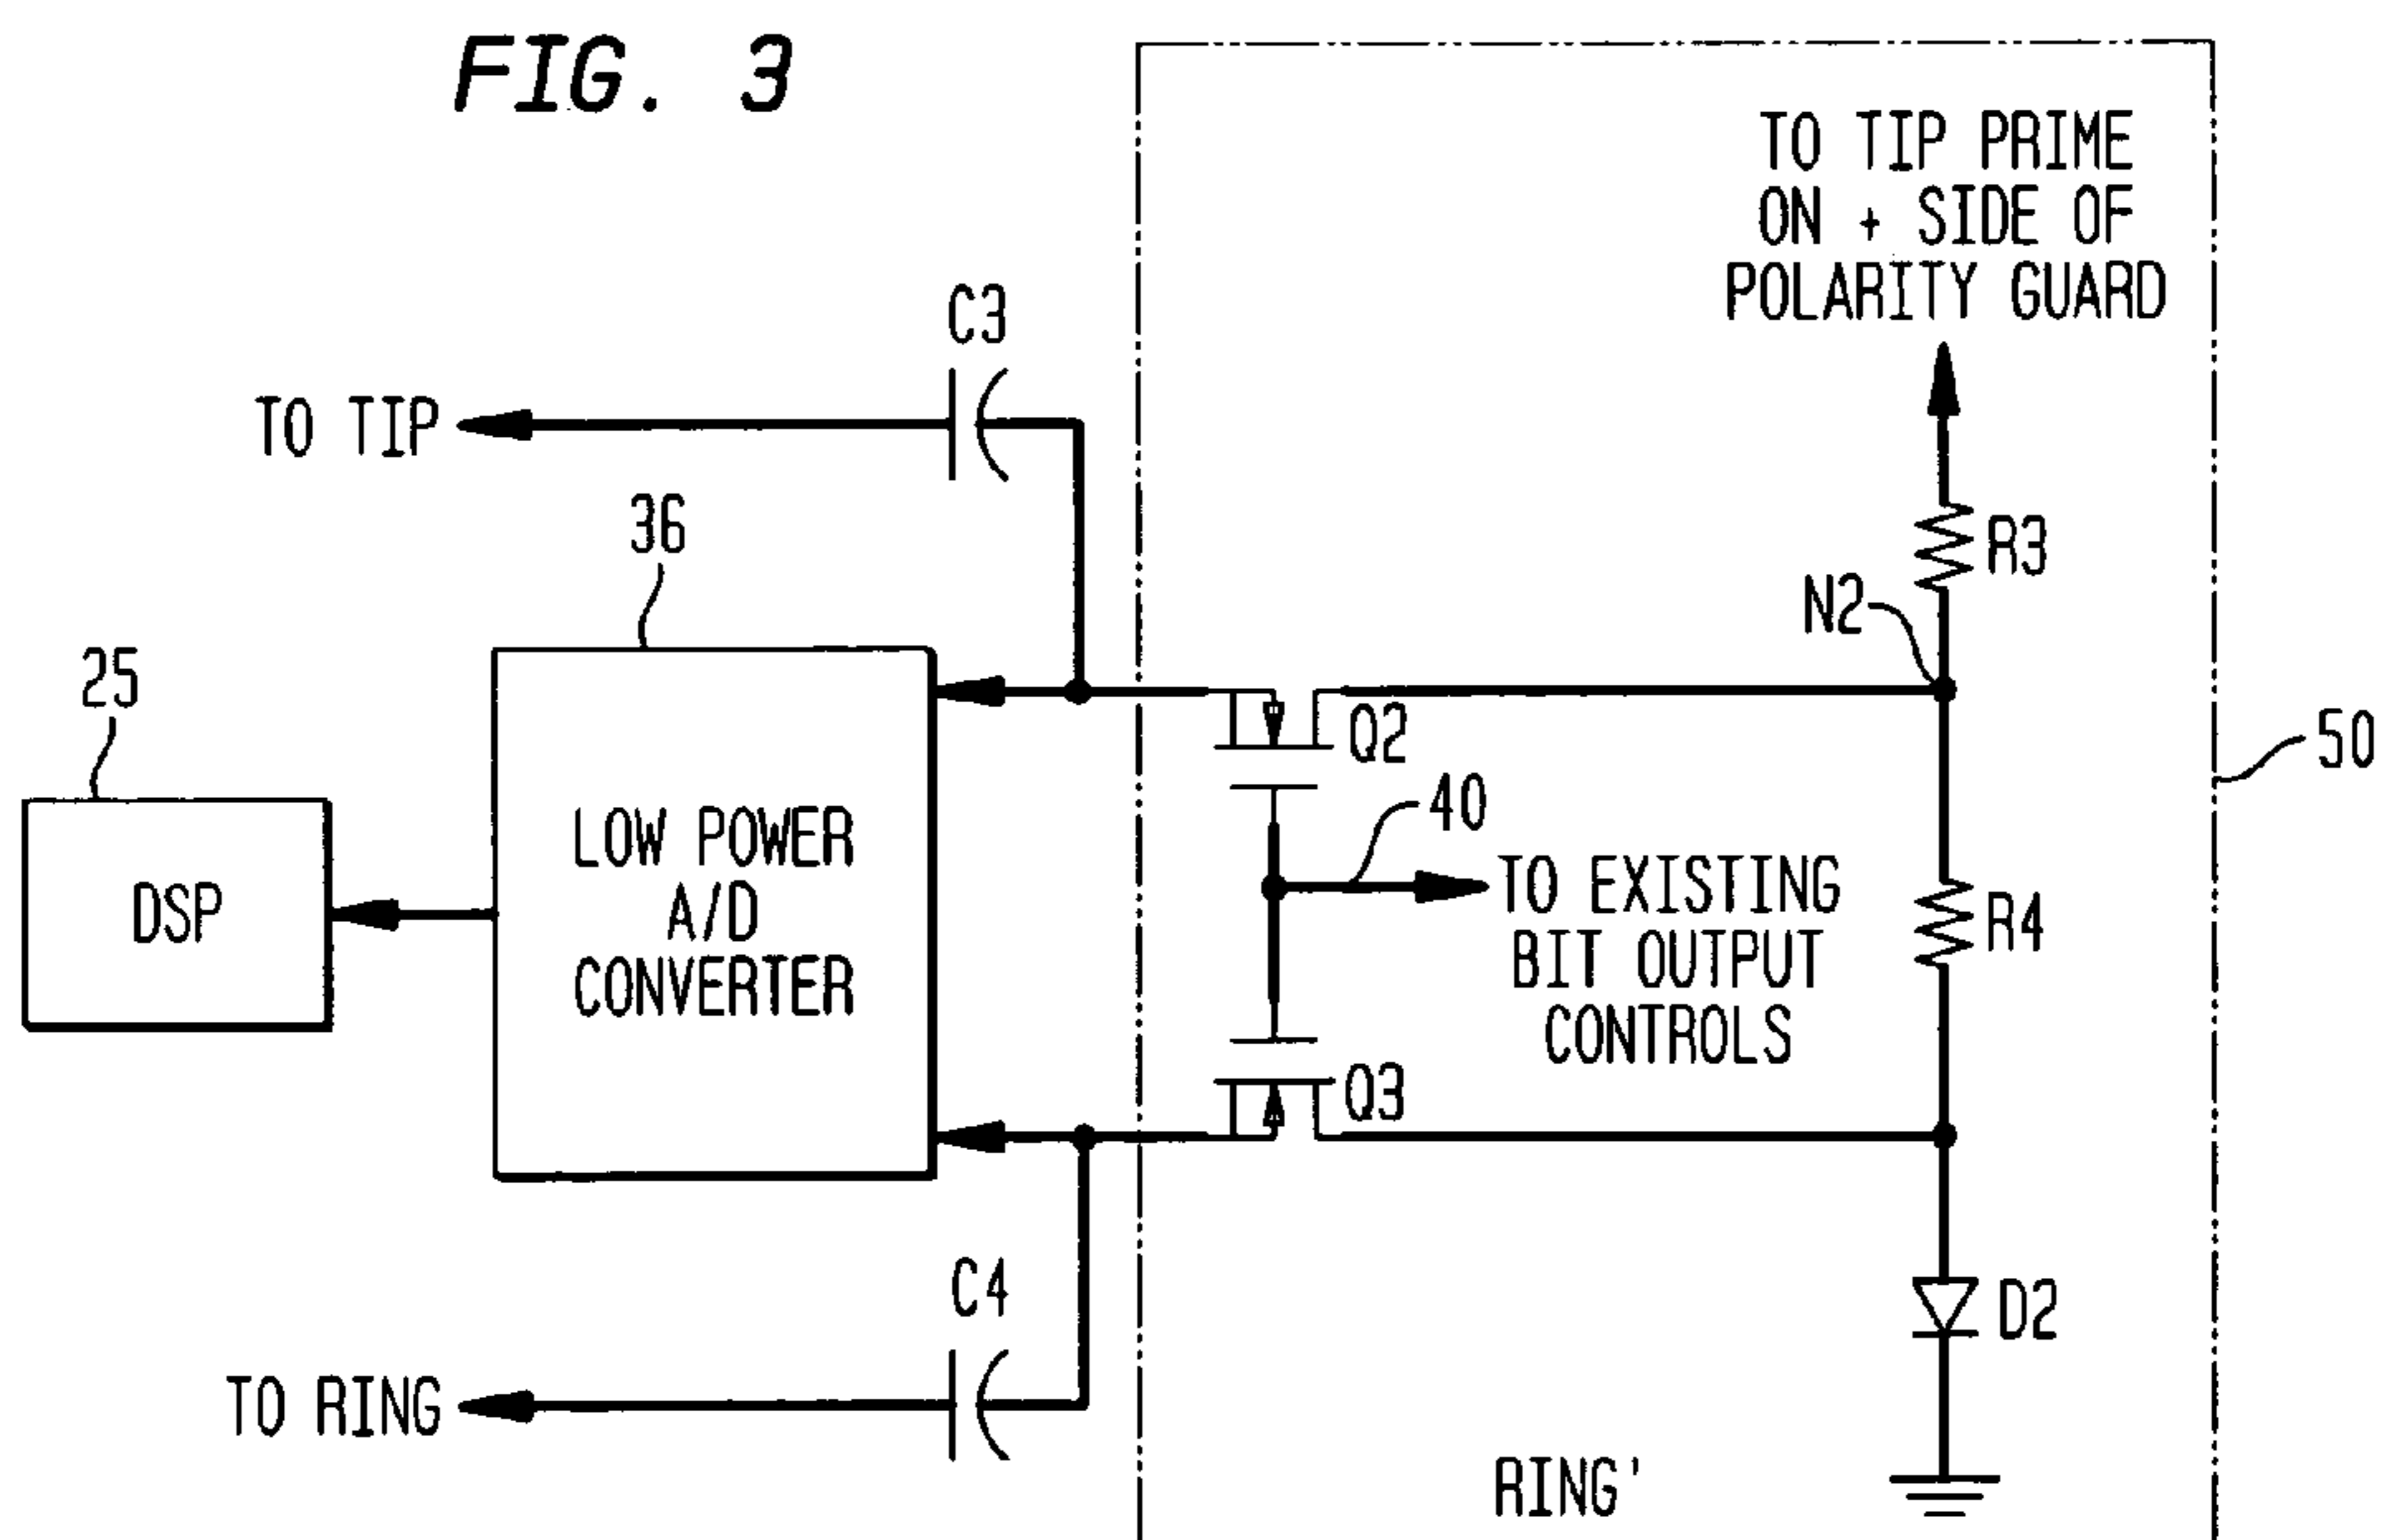 FIG. 3
TO TIP PRIME
ON + SIDE OF
POLARITY GUARD
C3
TO TIP
36
R3
N2
25
Q2
50
40
LOW POWER
A/D
CONVERTER
DSP
TO EXISTING
BIT OUTPUT
CONTROLS
R4
Q3
C4
D2
TO RING
RING'